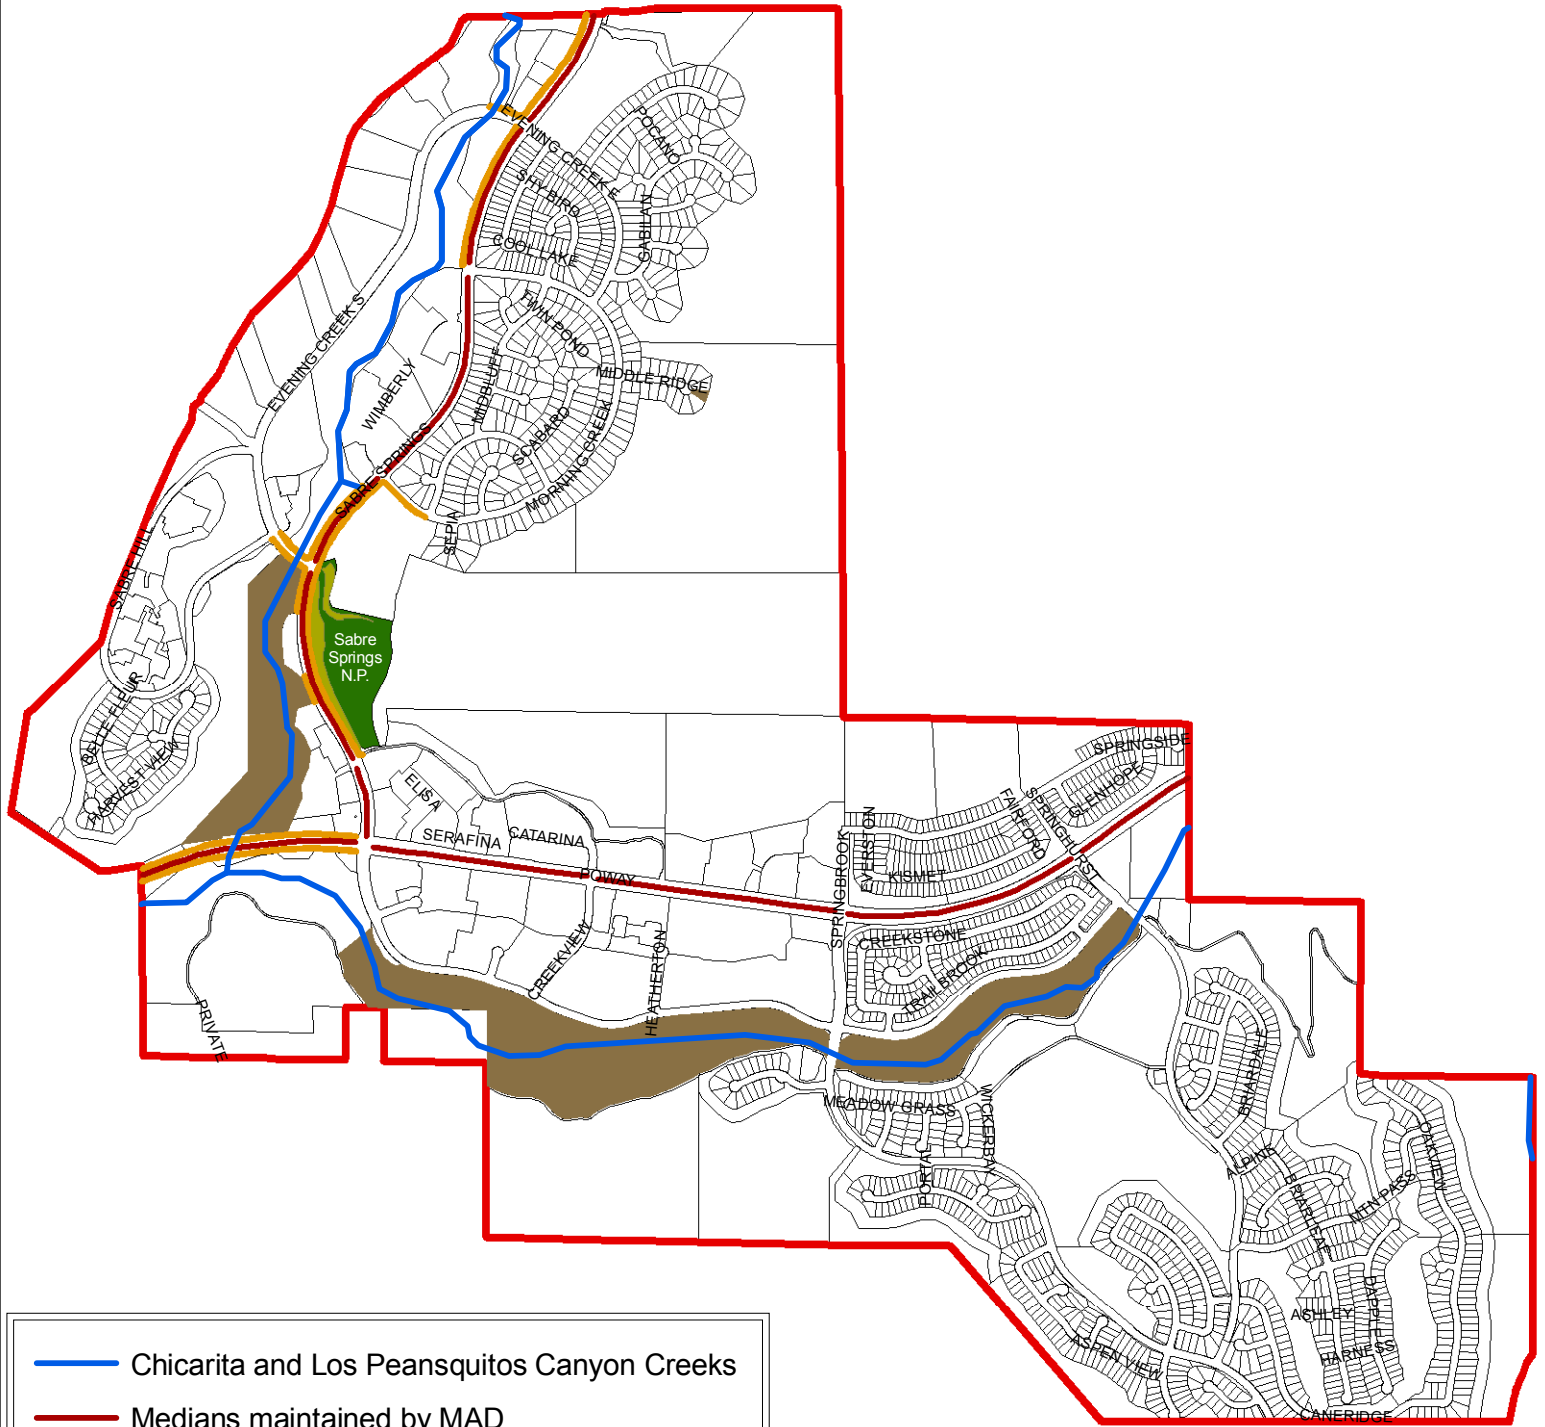 EVENING CREEK E
POCANO
SHY BIRD
GABILAN
COOL LAKE
TWIN POND
EVENING CREEK S
WIMBERLY
MIDBLUFF
MIDDLE RIDGE
SCABARD
MORNING CREEK
SABRE SPRINGS
SEPIA
SABRE HILL
Sabre
Springs
N.P.
BELLE FLEUR
HARVEST VIEW
ELISA
SERAFINA
CATARINA
POWAY
SPRINGSIDE
GLENHOPE
SPRINGHURST
FAIRFORD
EVERSTON
KISMET
SPRINGBROOK
CREEKSTONE
TRAILBROOK
CREEKVIEW
HEATHERTON
PRIVATE
MEADOW GRASS
WICKERBAY
PORTAL
BRIARDALE
ALPINE
BRIARLEAF
MTN PASS
OAKVIEW
DAPPLE
ASHLEY
HARNESS
ASPEN VIEW
CANERIDGE
Chicarita and Los Peansquitos Canyon Creeks
Medians maintained by MAD